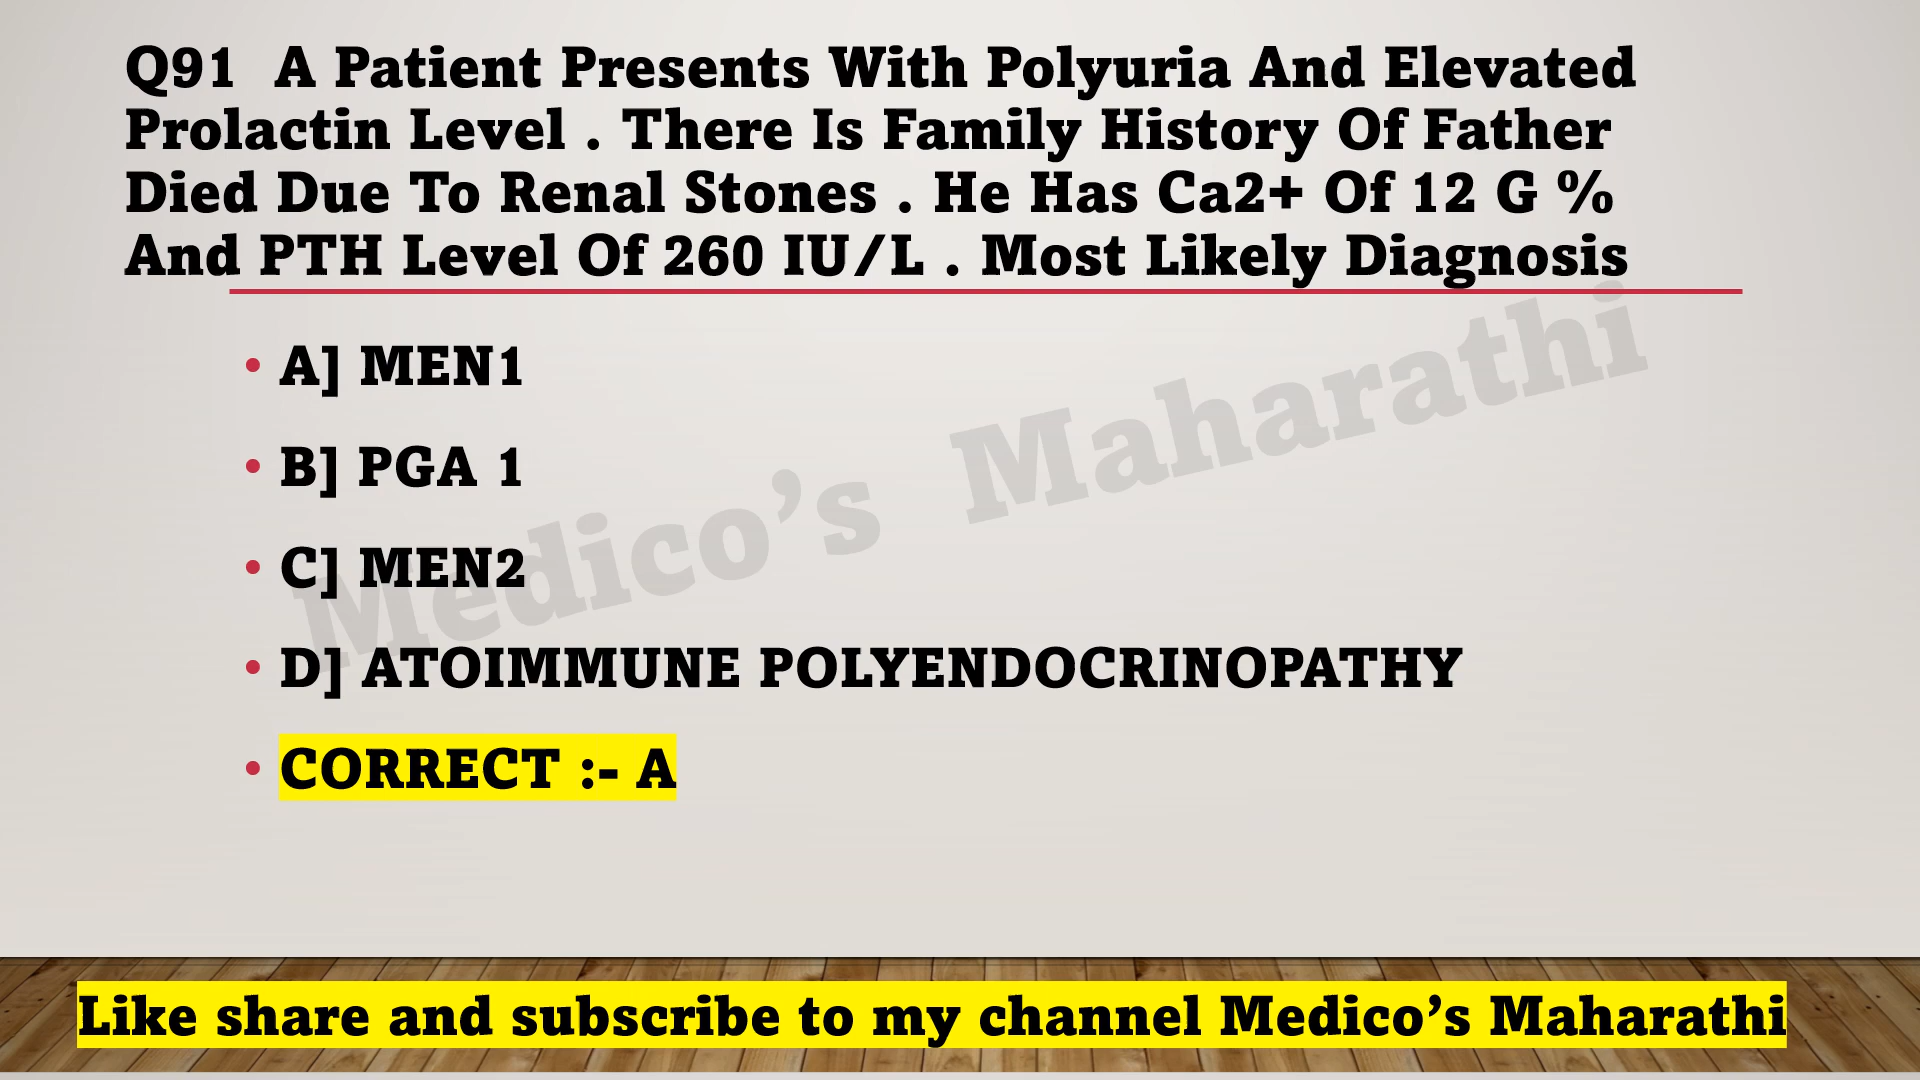 Q91 A Patient Presents With Polyuria And Elevated
Prolactin Level . There Is Family History Of Father
Died Due To Renal Stones . He Has Ca2+ Of 12 G %
And PTH Level Of 260 IU/L . Most Likely Diagnosis
• A] MEN1
• B] PGA 1
• C] MEN2
• D] ATOIMMUNE POLYENDOCRINOPATHY
• CORRECT :- A
Medico’s Maharathi
Like share and subscribe to my channel Medico’s Maharathi